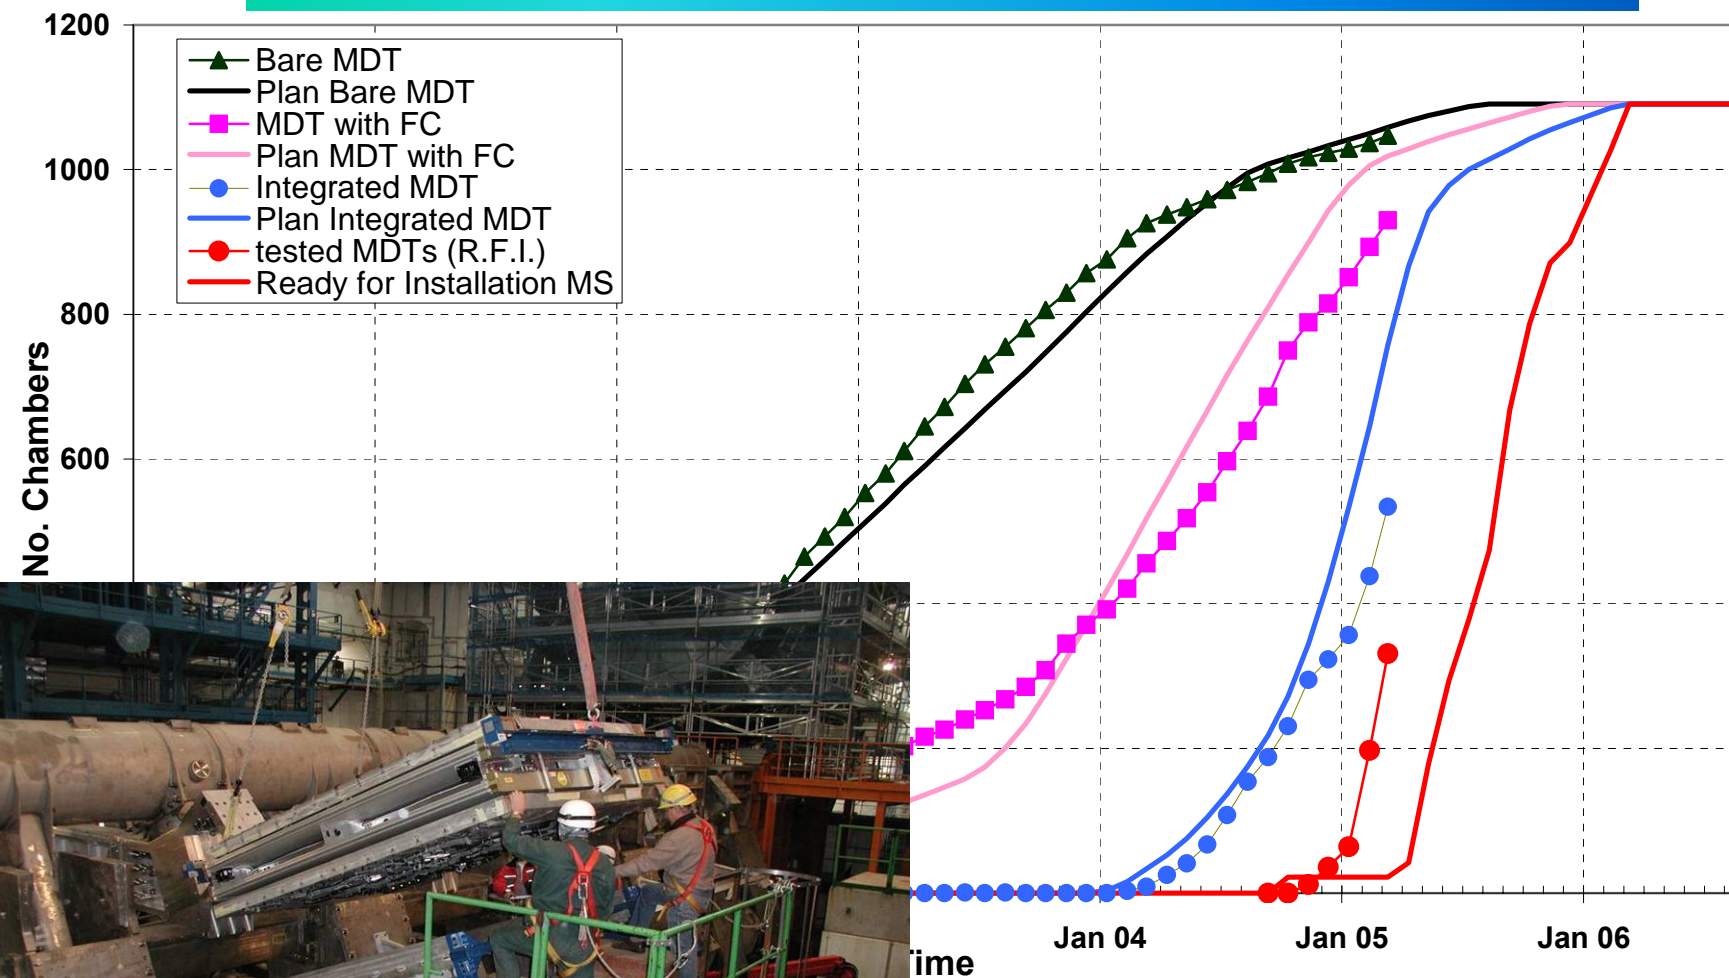 1200
1000
800
600
No. Chambers
Bare MDT
Plan Bare MDT
MDT with FC
Plan MDT with FC
Integrated MDT
Plan Integrated MDT
tested MDTs (R.F.I.)
Ready for Installation MS
Jan 04
Jan 05
Jan 06
Time